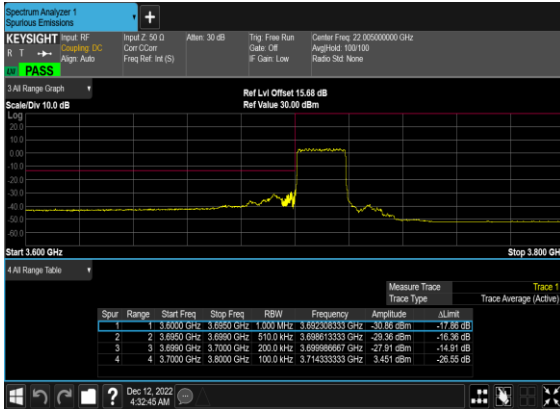 Spectrum Analyzer 1
Spurious Emissions
+
KEYSIGHT Input: RF Input Z: 50 Ω Atten: 30 dB Trig: Free Run Center Freq: 22.005000000 GHz
R T Coupling: DC Corr CCorr Gate: Off Avg|Hold: 100/100
Align: Auto Freq Ref: Int (S) IF Gain: Low Radio Std: None
PASS
3 All Range Graph
Ref Lvl Offset 15.68 dB
Scale/Div 10.0 dB Ref Value 30.00 dBm
Log
20.0
10.0
0.00
-10.0
-20.0
-30.0
-40.0
-50.0
-60.0
Start 3.600 GHz Stop 3.800 GH
4 All Range Table
Measure Trace Trace 1
Trace Type Trace Average (Active)
Spur Range Start Freq Stop Freq RBW Frequency Amplitude ΔLimit
1 1 3.6000 GHz 3.6950 GHz 1.000 MHz 3.692308333 GHz -30.86 dBm -17.86 dB
2 2 3.6950 GHz 3.6990 GHz 510.0 kHz 3.698613333 GHz -29.36 dBm -16.36 dB
3 3 3.6990 GHz 3.7000 GHz 200.0 kHz 3.699986667 GHz -27.91 dBm -14.91 dB
4 4 3.7000 GHz 3.8000 GHz 100.0 kHz 3.714333333 GHz 3.451 dBm -26.55 dB
? Dec 12, 2022
4:32:45 AM